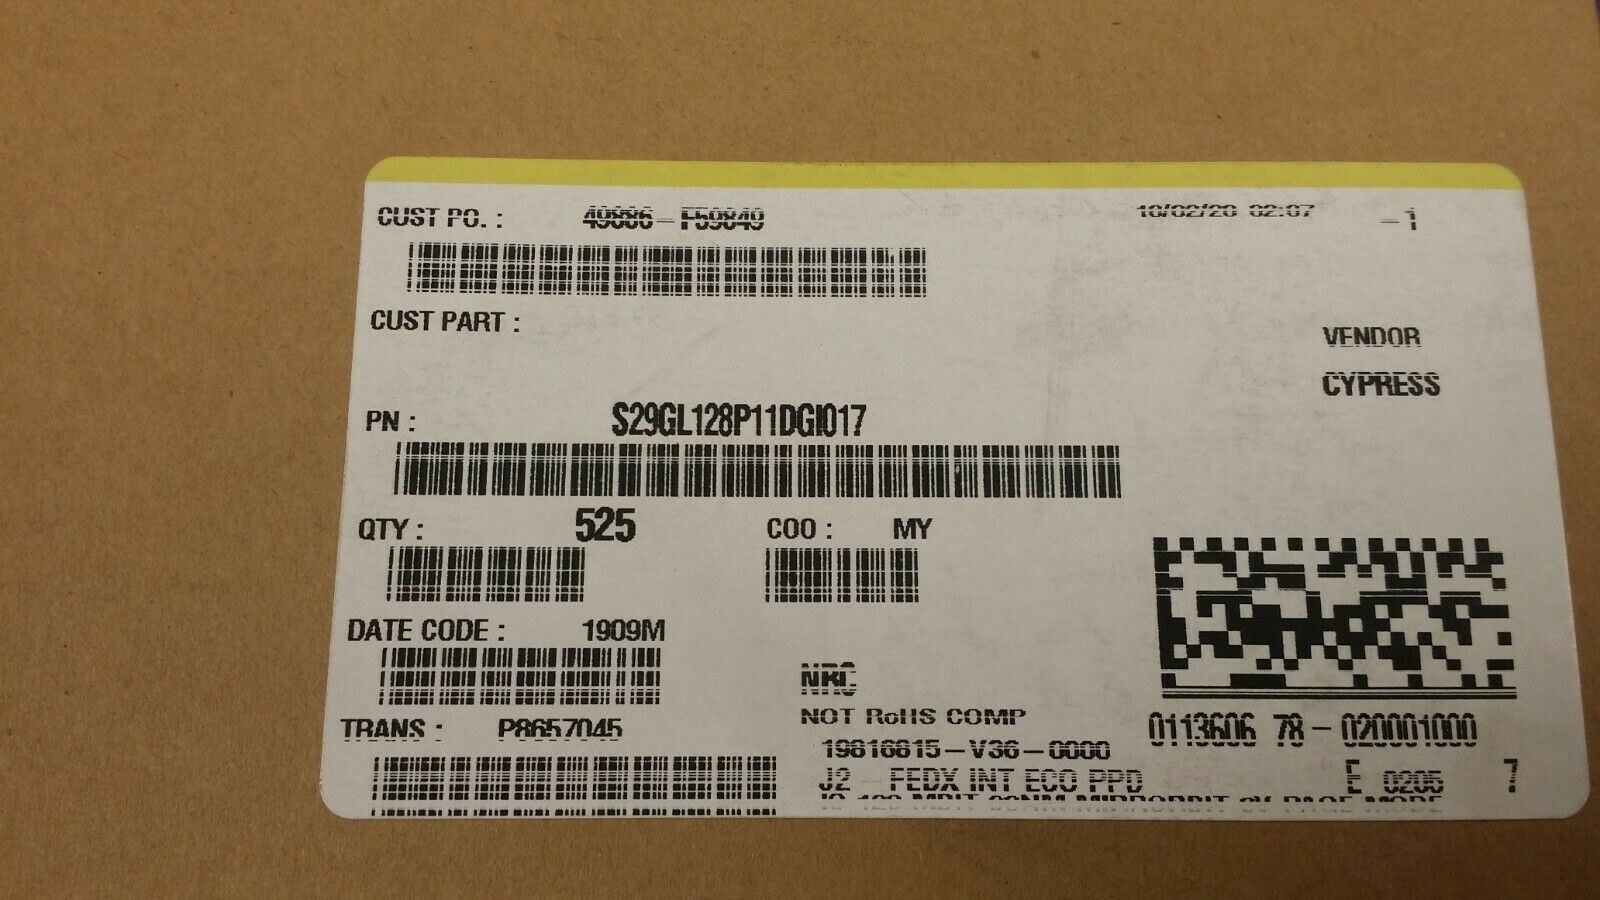 CUST PO. : 49886-F59849 10/02/20 02:07 -1
CUST PART :
VENDOR
CYPRESS
PN : S29GL128P11DGI017
QTY : 525 COO : MY
DATE CODE : 1909M
NRC
NOT RoHS COMP
TRANS : P8657045
19816615-V36-0000
0113606 78-020001000
J2 - FEDX INT ECO PPD
E 0205 7